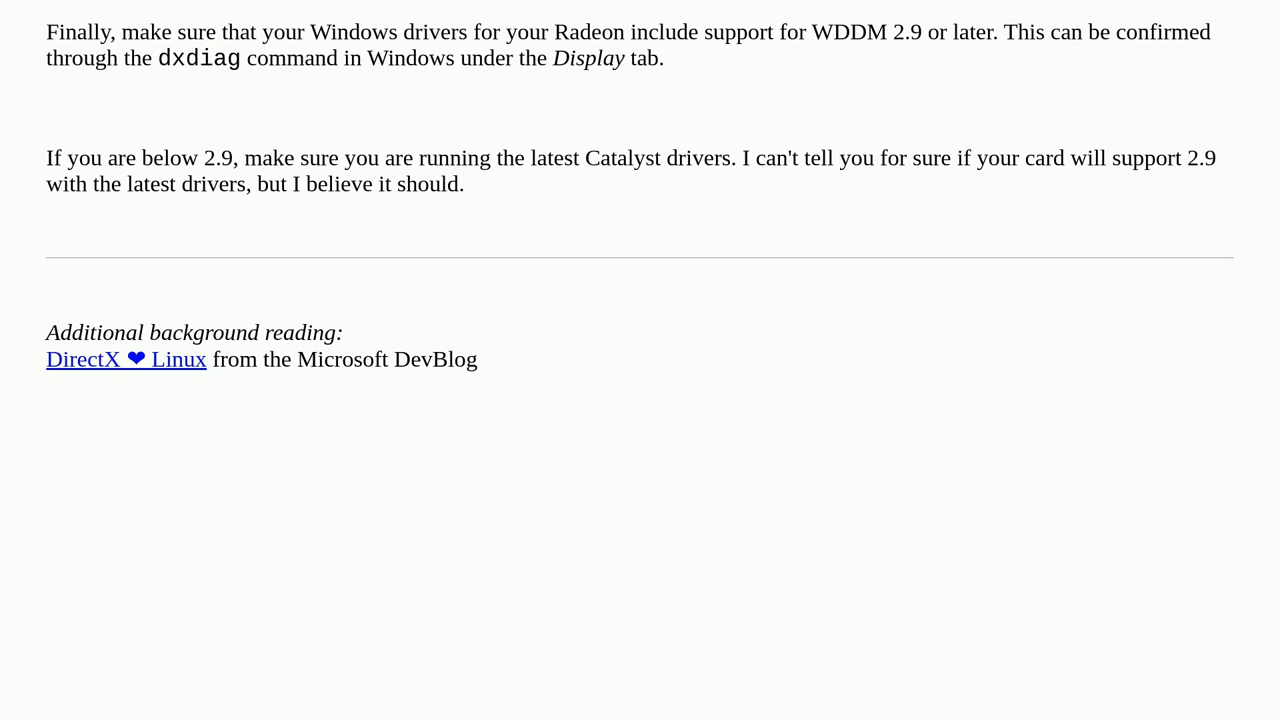 Finally, make sure that your Windows drivers for your Radeon include support for WDDM 2.9 or later. This can be confirmed
through the dxdiag command in Windows under the Display tab.
If you are below 2.9, make sure you are running the latest Catalyst drivers. I can't tell you for sure if your card will support 2.9
with the latest drivers, but I believe it should.
Additional background reading:
DirectX ❤ Linux from the Microsoft DevBlog